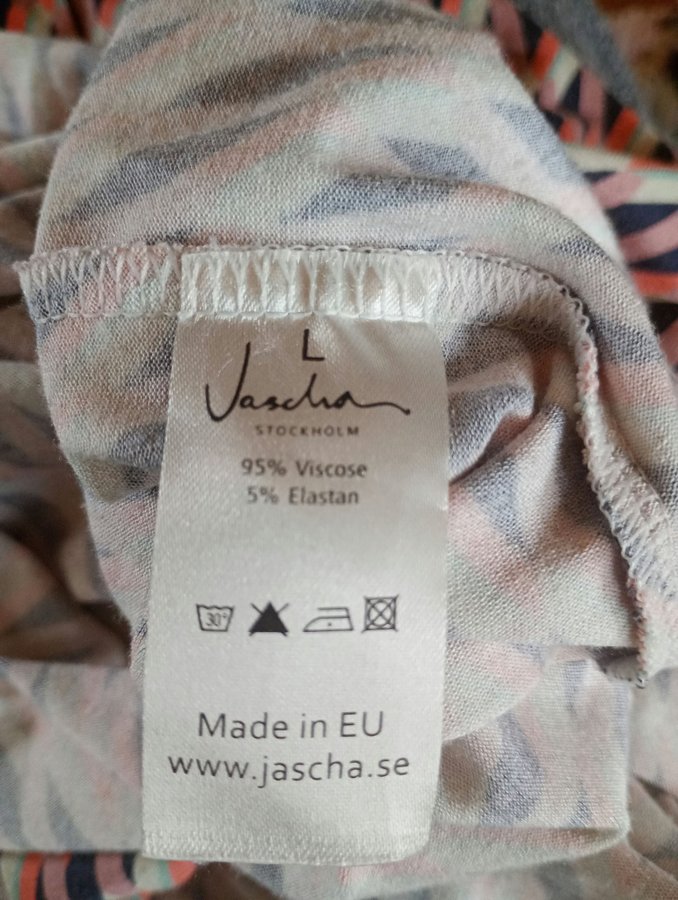 L
Jascha
STOCKHOLM
95% Viscose
5% Elastan
30°
Made in EU
www.jascha.se